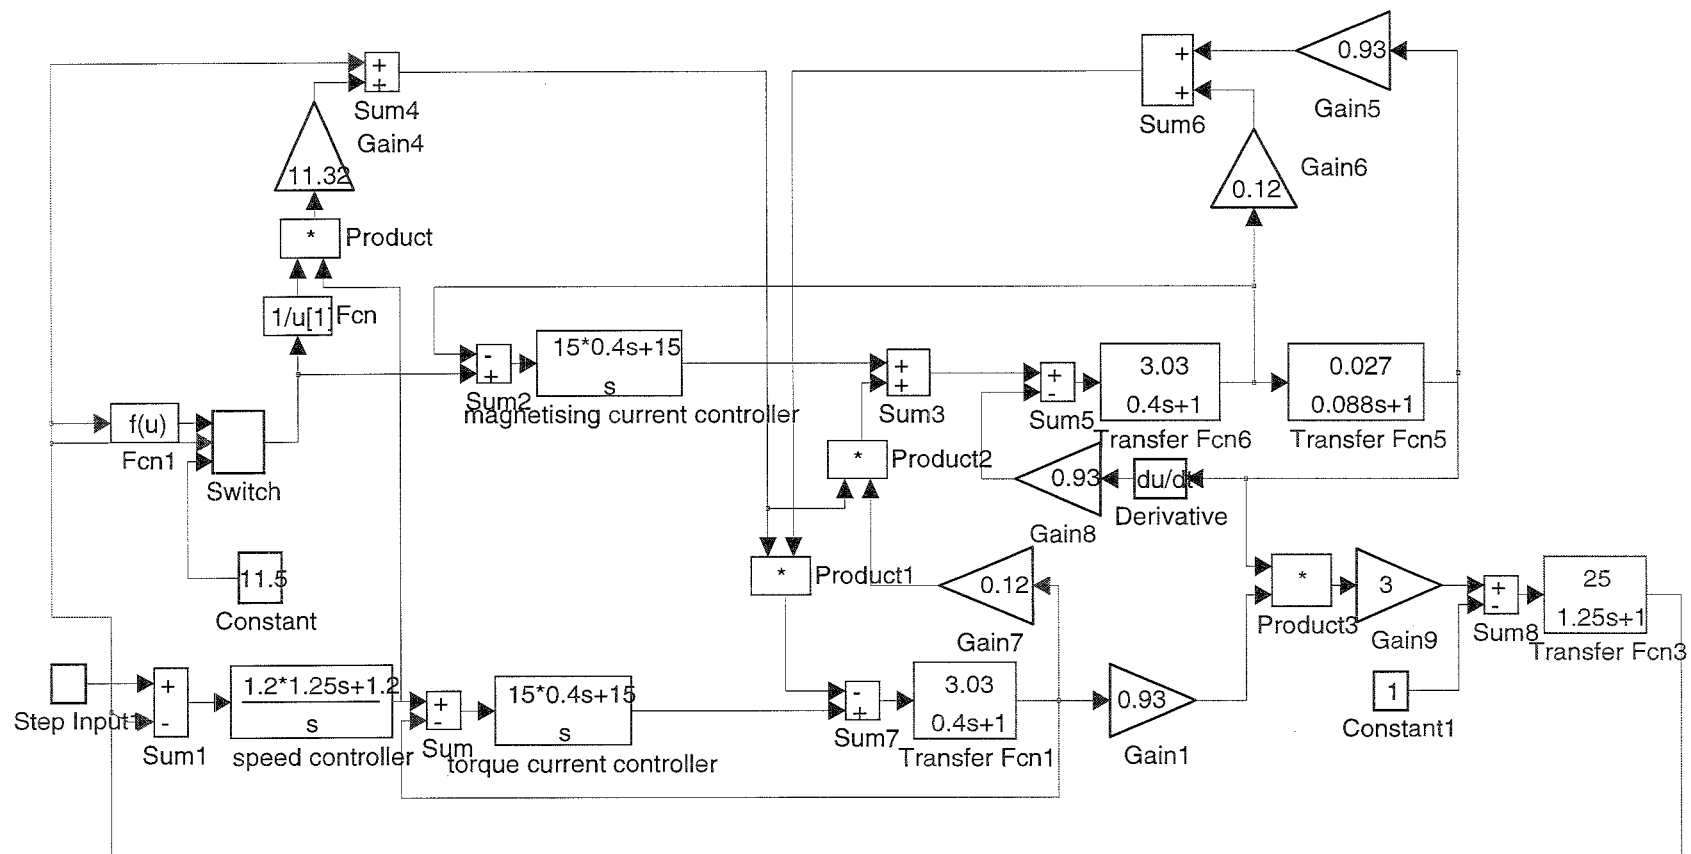 +
+
Sum4
Gain4
11.32
*
Product
1/u[1]
Fcn
+
+
Sum6
0.93
Gain5
0.12
Gain6
-
+
Sum2
15*0.4s+15
s
magnetising current controller
+
+
Sum3
+
-
Sum5
3.03
0.4s+1
Transfer Fcn6
0.027
0.088s+1
Transfer Fcn5
f(u)
Fcn1
Switch
*
Product2
0.93
Gain8
du/dt
Derivative
11.5
Constant
*
Product1
0.12
Gain7
*
Product3
3
Gain9
+
-
Sum8
25
1.25s+1
Transfer Fcn3
Step Input
+
-
Sum1
1.2*1.25s+1.2
s
speed controller
+
-
Sum
15*0.4s+15
s
torque current controller
-
+
Sum7
3.03
0.4s+1
Transfer Fcn1
0.93
Gain1
1
Constant1